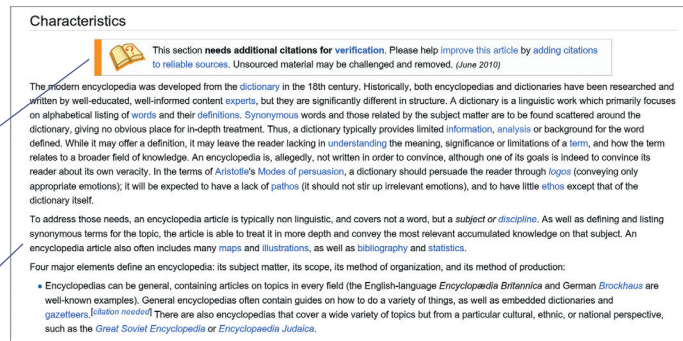 Characteristics
This section needs additional citations for verification. Please help improve this article by adding citations
to reliable sources. Unsourced material may be challenged and removed. (June 2010)
The modern encyclopedia was developed from the dictionary in the 18th century. Historically, both encyclopedias and dictionaries have been researched and
written by well-educated, well-informed content experts, but they are significantly different in structure. A dictionary is a linguistic work which primarily focuses
on alphabetical listing of words and their definitions. Synonymous words and those related by the subject matter are to be found scattered around the
dictionary, giving no obvious place for in-depth treatment. Thus, a dictionary typically provides limited information, analysis or background for the word
defined. While it may offer a definition, it may leave the reader lacking in understanding the meaning, significance or limitations of a term, and how the term
relates to a broader field of knowledge. An encyclopedia is, allegedly, not written in order to convince, although one of its goals is indeed to convince its
reader about its own veracity. In the terms of Aristotle's Modes of persuasion, a dictionary should persuade the reader through logos (conveying only
appropriate emotions); it will be expected to have a lack of pathos (it should not stir up irrelevant emotions), and to have little ethos except that of the
dictionary itself.
To address those needs, an encyclopedia article is typically non linguistic, and covers not a word, but a subject or discipline. As well as defining and listing
synonymous terms for the topic, the article is able to treat it in more depth and convey the most relevant accumulated knowledge on that subject. An
encyclopedia article also often includes many maps and illustrations, as well as bibliography and statistics.
Four major elements define an encyclopedia: its subject matter, its scope, its method of organization, and its method of production:
• Encyclopedias can be general, containing articles on topics in every field (the English-language Encyclopædia Britannica and German Brockhaus are
well-known examples). General encyclopedias often contain guides on how to do a variety of things, as well as embedded dictionaries and
gazetteers.[citation needed] There are also encyclopedias that cover a wide variety of topics but from a particular cultural, ethnic, or national perspective,
such as the Great Soviet Encyclopedia or Encyclopaedia Judaica.